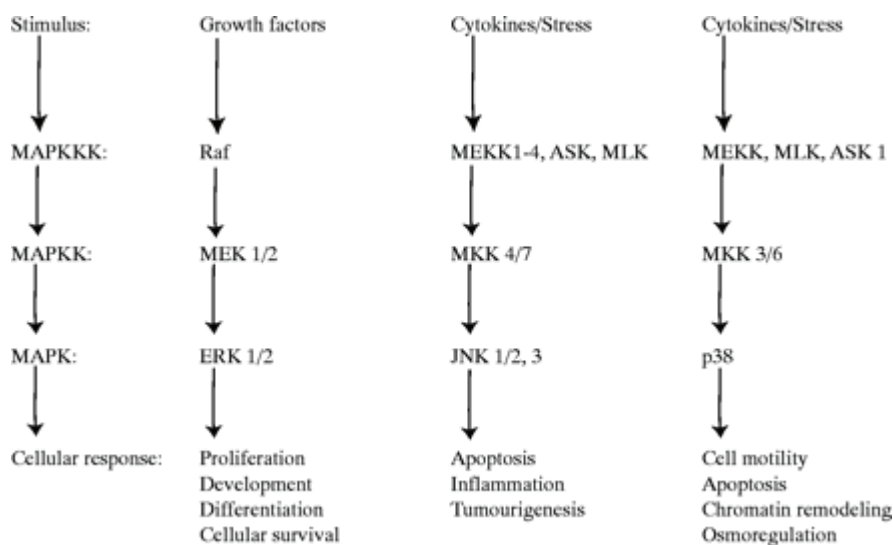 Stimulus: Growth factors Cytokines/Stress Cytokines/Stress
MAPKKK: Raf MEKK1-4, ASK, MLK MEKK, MLK, ASK 1
MAPKK: MEK 1/2 MKK 4/7 MKK 3/6
MAPK: ERK 1/2 JNK 1/2, 3 p38
Cellular response: Proliferation Apoptosis Cell motility
Development Inflammation Apoptosis
Differentiation Tumourigenesis Chromatin remodeling
Cellular survival Osmoregulation